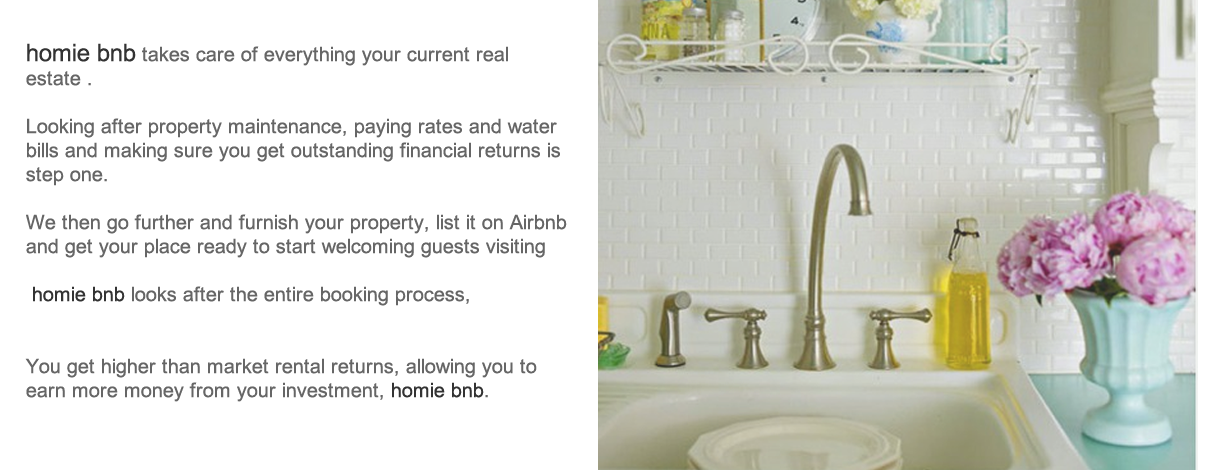 homie bnb takes care of everything your current real
estate .
Looking after property maintenance, paying rates and water
bills and making sure you get outstanding financial returns is
step one.
We then go further and furnish your property, list it on Airbnb
and get your place ready to start welcoming guests visiting
homie bnb looks after the entire booking process,
You get higher than market rental returns, allowing you to
earn more money from your investment, homie bnb.
4